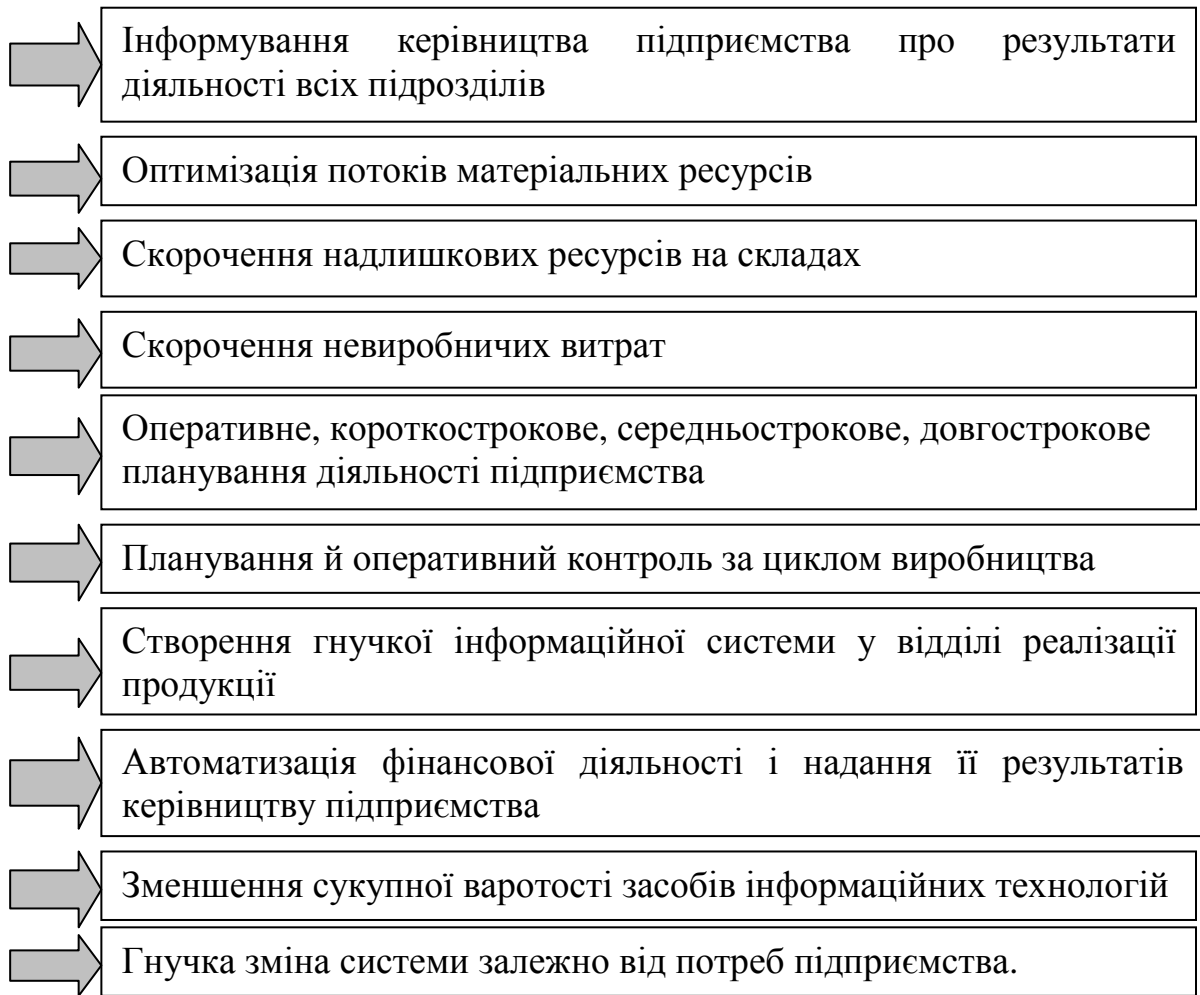 Інформування керівництва підприємства про результати
діяльності всіх підрозділів
Оптимізація потоків матеріальних ресурсів
Скорочення надлишкових ресурсів на складах
Скорочення невиробничих витрат
Оперативне, короткострокове, середньострокове, довгострокове
планування діяльності підприємства
Планування й оперативний контроль за циклом виробництва
Створення гнучкої інформаційної системи у відділі реалізації
продукції
Автоматизація фінансової діяльності і надання її результатів
керівництву підприємства
Зменшення сукупної варотості засобів інформаційних технологій
Гнучка зміна системи залежно від потреб підприємства.